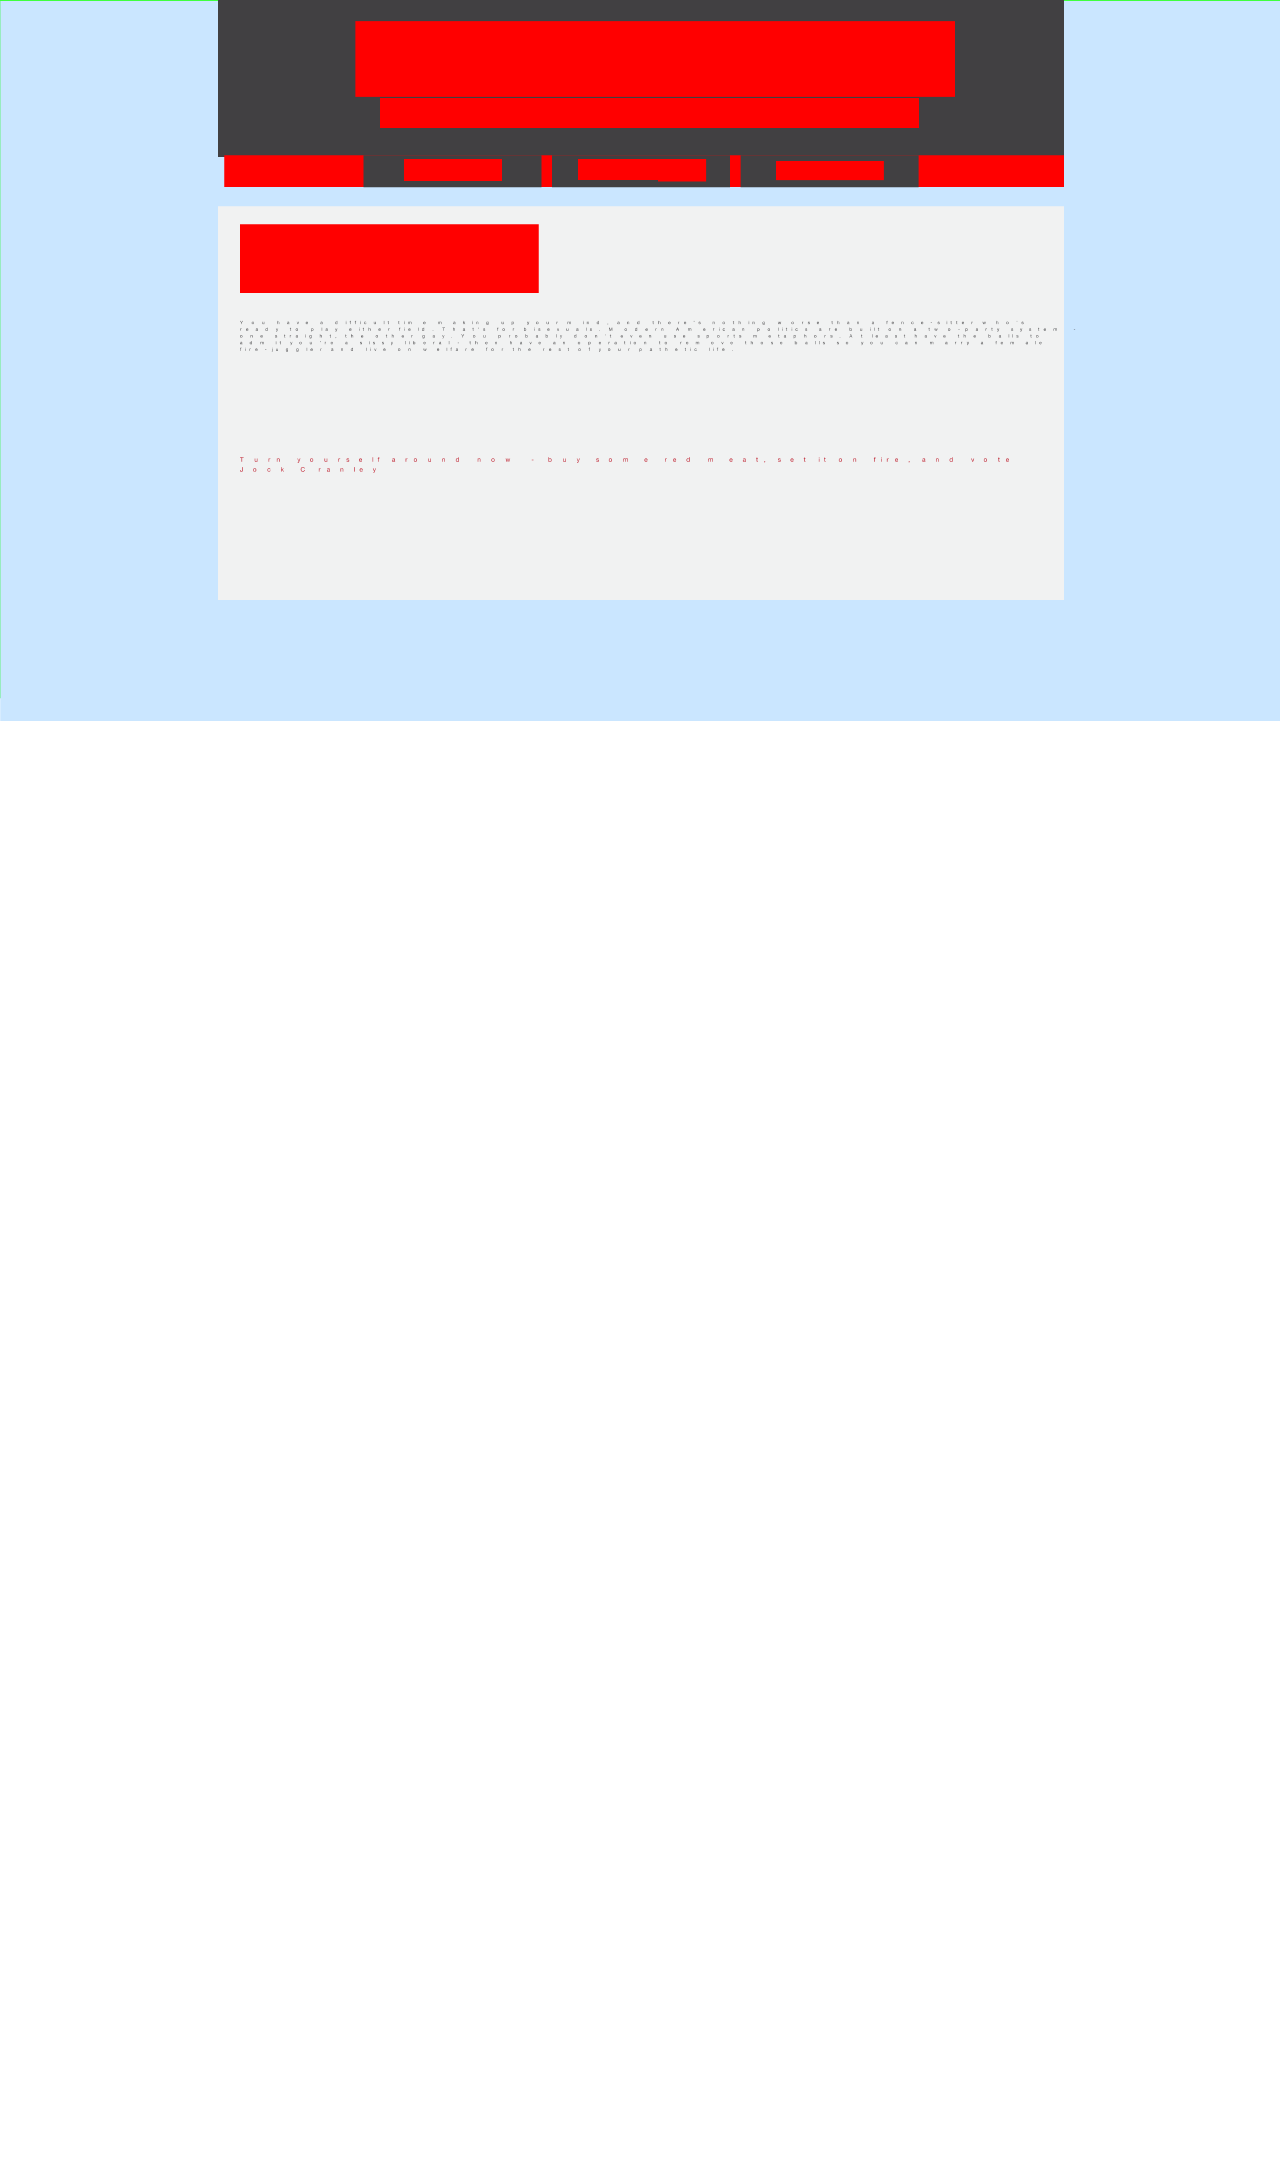 You have a difficult time making up your mind, and there's nothing worse than a fence-sitter who's
ready to play either field. That's for bisexuals. Modern American politics are built on a two-party system -
one straight, the other gay. You probably don't even use sports metaphors. At least have the balls to
admit you're a sissy liberal - then have an operation to remove those balls so you can marry a female
fire-juggler and live on welfare for the rest of your pathetic life.
Turn yourself around now - buy some red meat, set it on fire, and vote
Jock Cranley